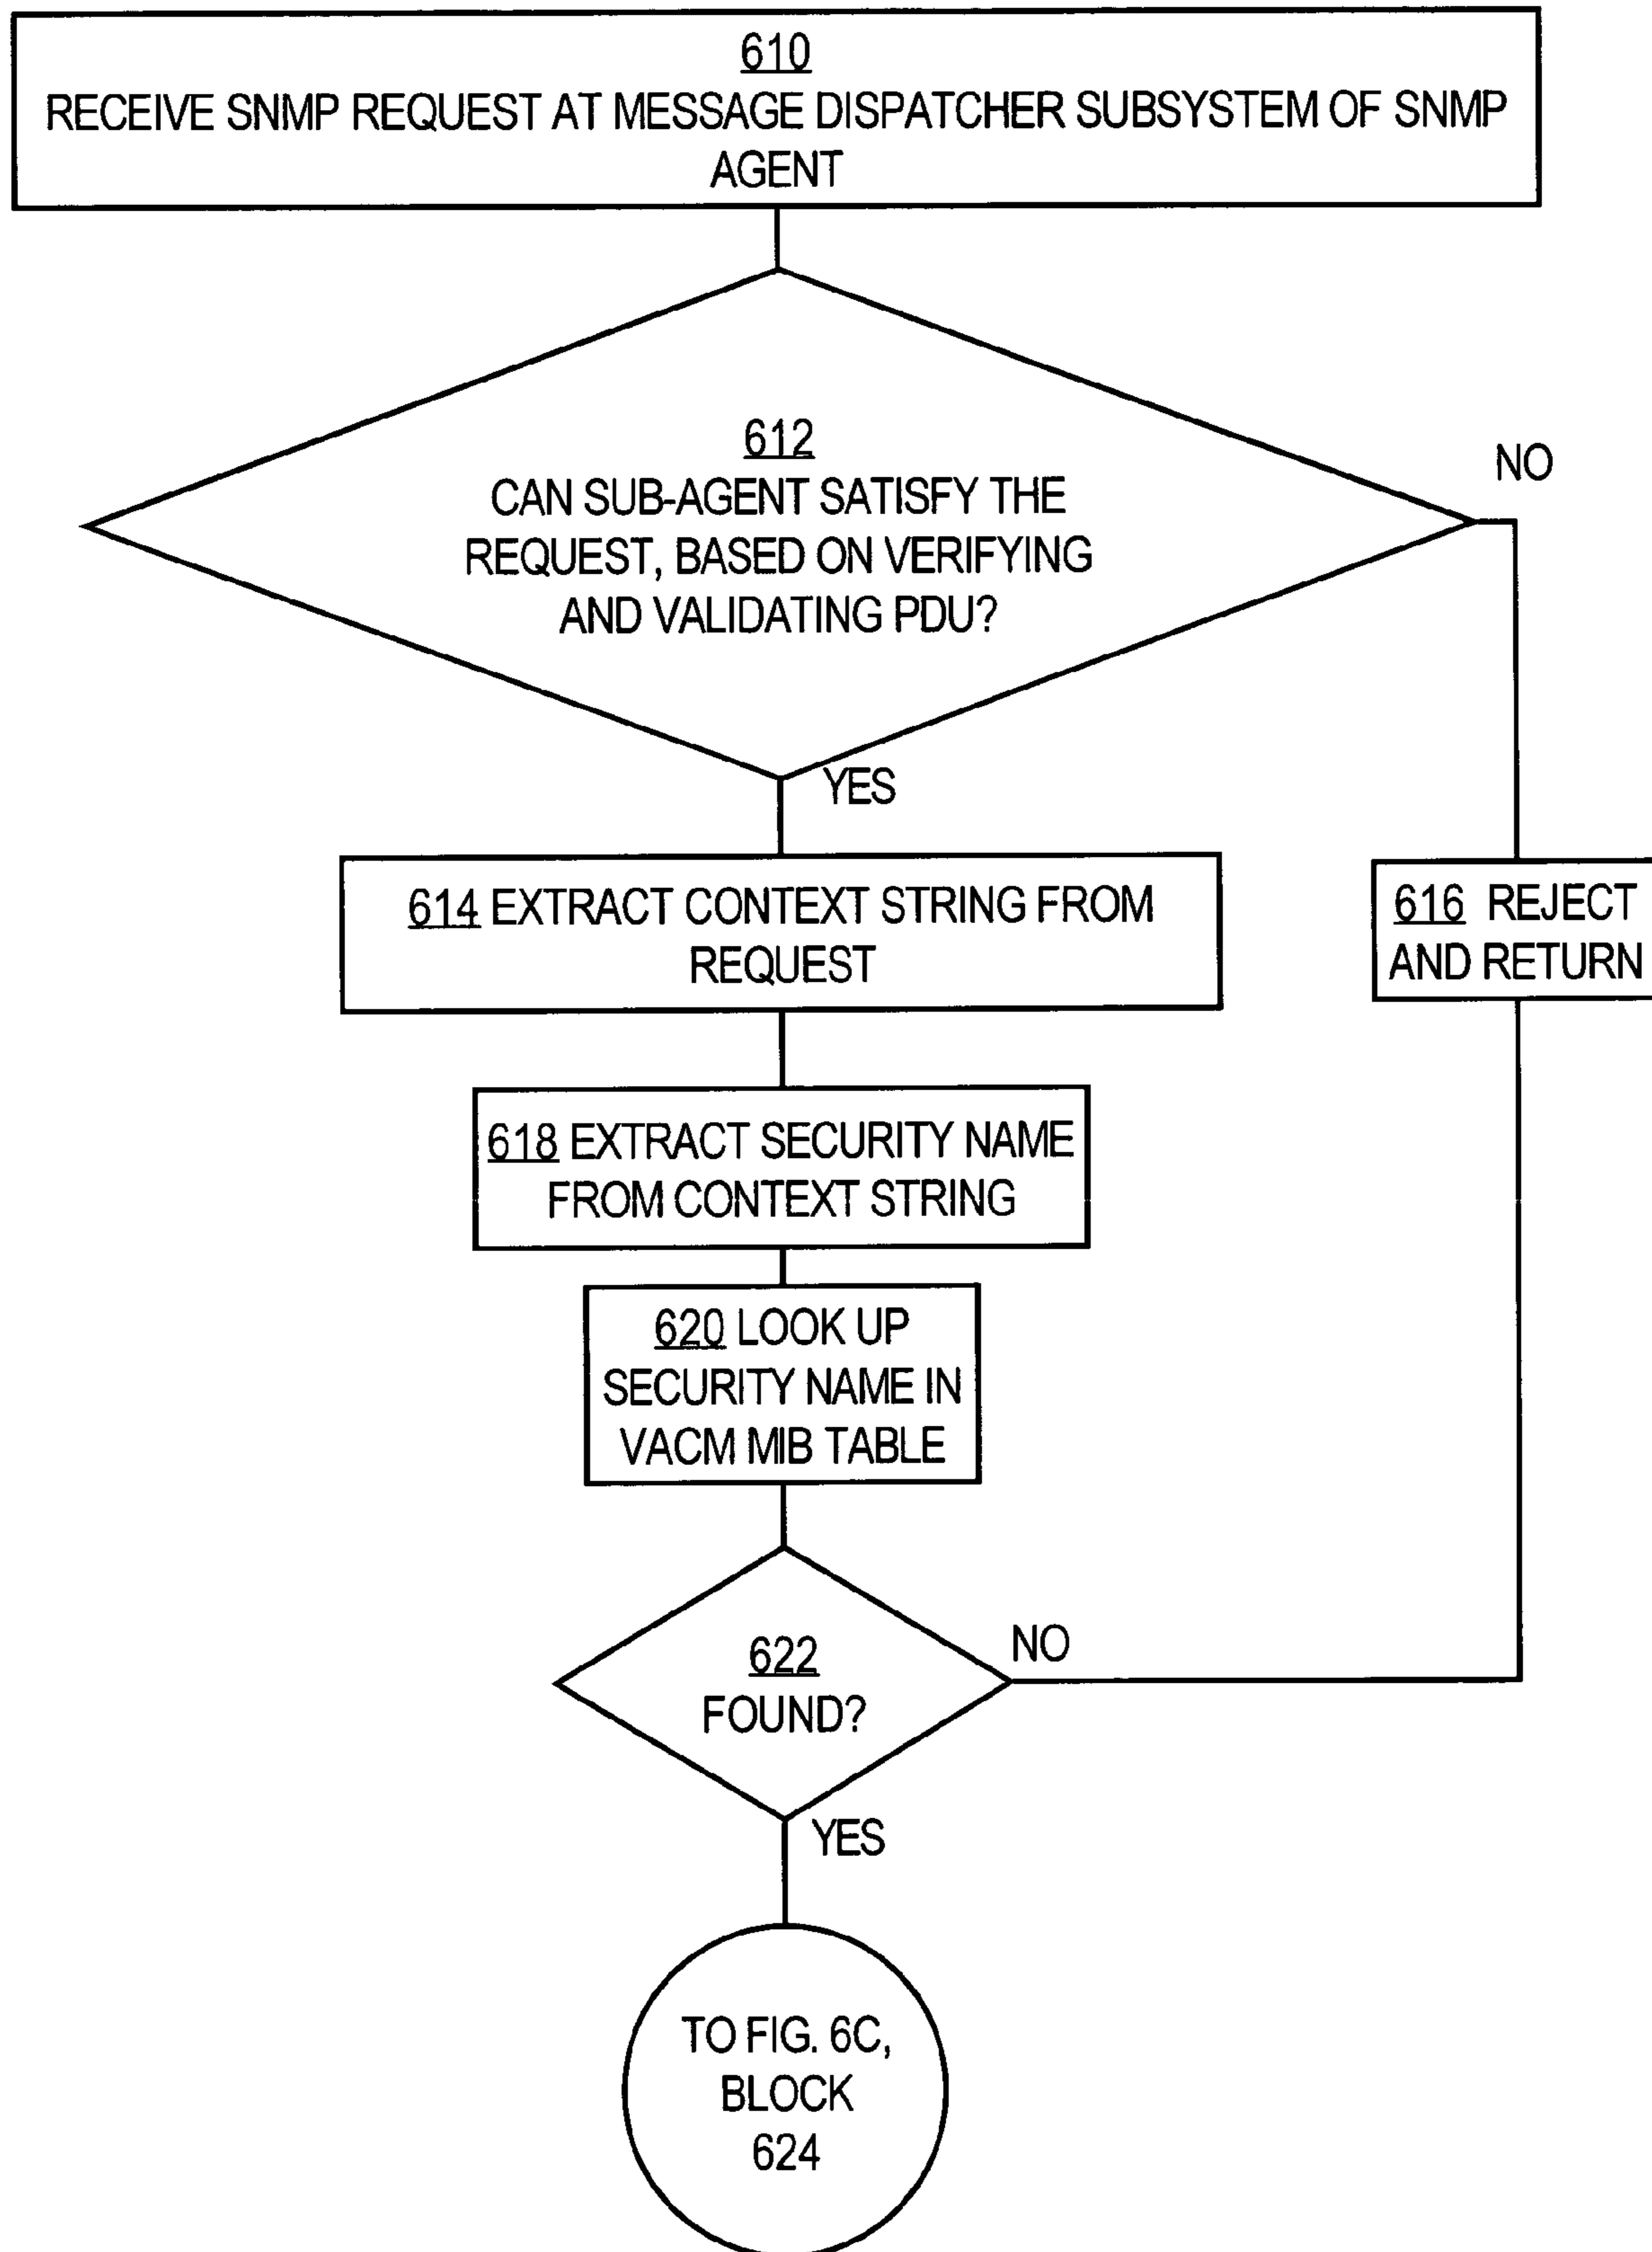 610
RECEIVE SNMP REQUEST AT MESSAGE DISPATCHER SUBSYSTEM OF SNMP
AGENT
612
CAN SUB-AGENT SATISFY THE
REQUEST, BASED ON VERIFYING
AND VALIDATING PDU?
NO
YES
614 EXTRACT CONTEXT STRING FROM
REQUEST
616 REJECT
AND RETURN
618 EXTRACT SECURITY NAME
FROM CONTEXT STRING
620 LOOK UP
SECURITY NAME IN
VACM MIB TABLE
622
FOUND?
NO
YES
TO FIG. 6C,
BLOCK
624